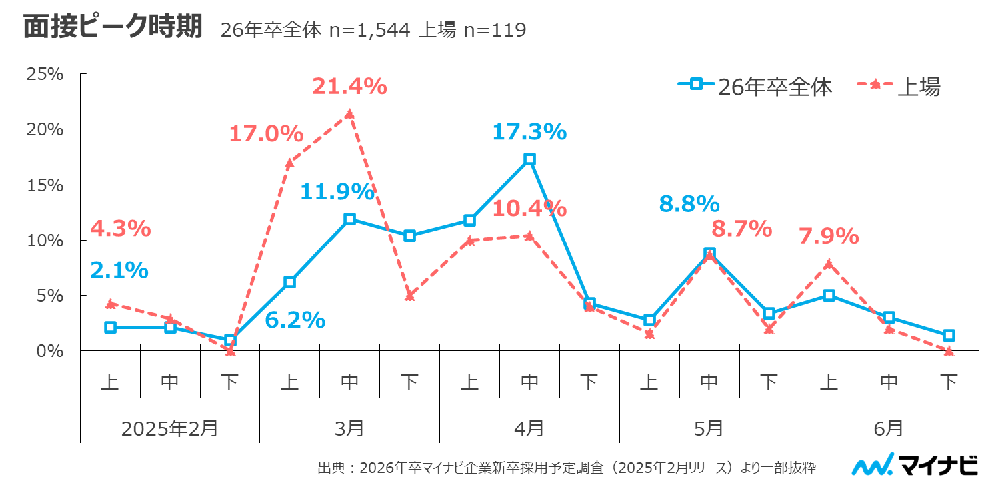 面接ピーク時期 26年卒全体 n=1,544 上場 n=119
25%
26年卒全体 上場
21.4%
20%
17.0%
17.3%
15%
11.9%
8.8%
10.4%
4.3%
10%
8.7%
7.9%
2.1%
5%
6.2%
0%
上 中 下 上 中 下 上 中 下 上 中 下 上 中 下
2025年2月 3月 4月 5月 6月
出典：2026年卒マイナビ企業新卒採用予定調査（2025年2月リリース）より一部抜粋
マイナビ